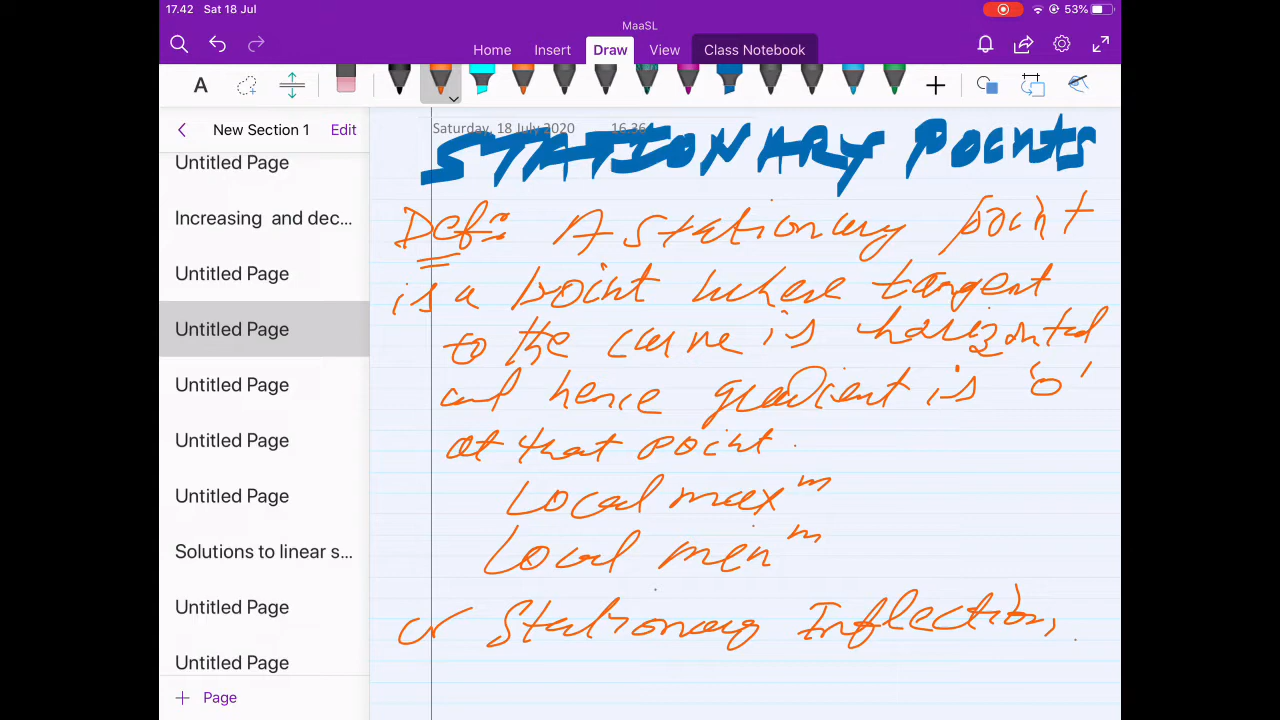 17.42 Sat 18 Jul
53%
MaaSL
Home Insert Draw View Class Notebook
A
New Section 1 Edit
Untitled Page
Increasing and dec...
Untitled Page
Untitled Page
Untitled Page
Untitled Page
Untitled Page
Solutions to linear s...
Untitled Page
Untitled Page
+ Page
Saturday, 18 July 2020 16.36
STATIONARY Points
Def:: A stationary point
is a point where tangent
to the curve is horizontal
and hence gradient is 'o'
at that point.
Local max^m
Local min^m
or Stationary Inflection,